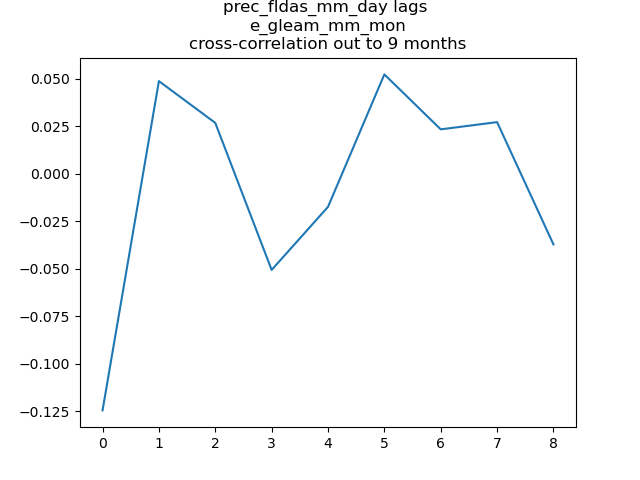 prec_fldas_mm_day lags
e_gleam_mm_mon
cross-correlation out to 9 months
0.050
0.025
0.000
−0.025
−0.050
−0.075
−0.100
−0.125
0 1 2 3 4 5 6 7 8